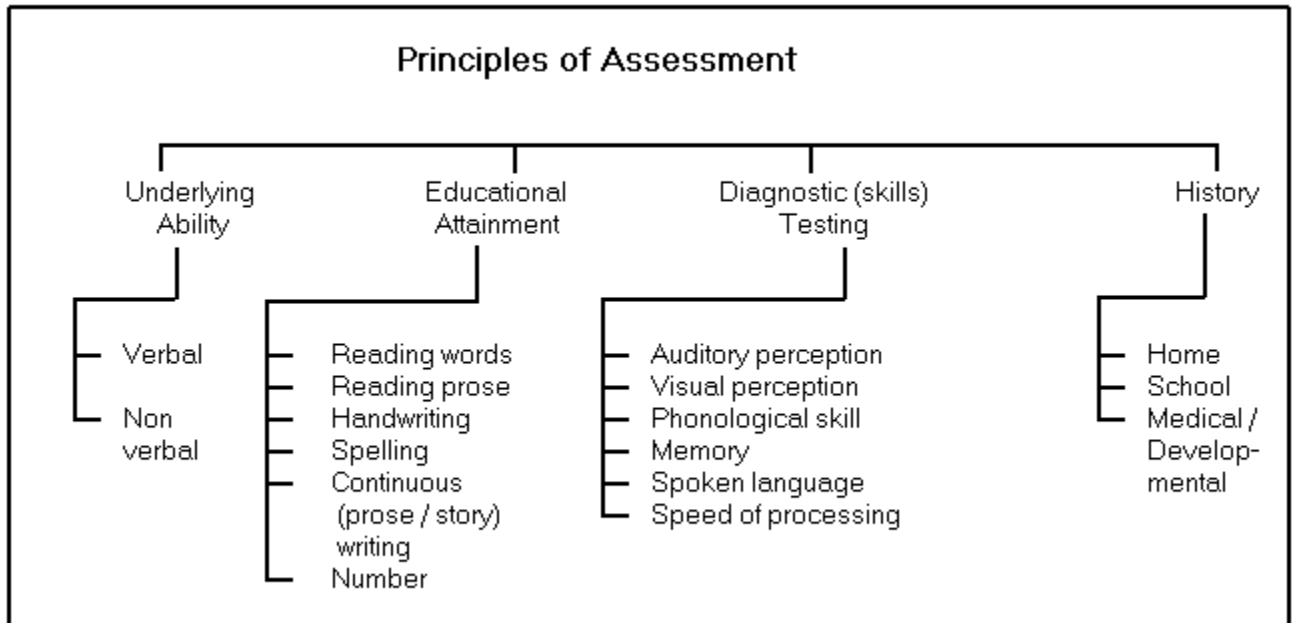 Principles of Assessment
Underlying
Ability
Educational
Attainment
Diagnostic (skills)
Testing
History
Verbal
Non
verbal
Reading words
Reading prose
Handwriting
Spelling
Continuous
(prose / story)
writing
Number
Auditory perception
Visual perception
Phonological skill
Memory
Spoken language
Speed of processing
Home
School
Medical /
Develop-
mental